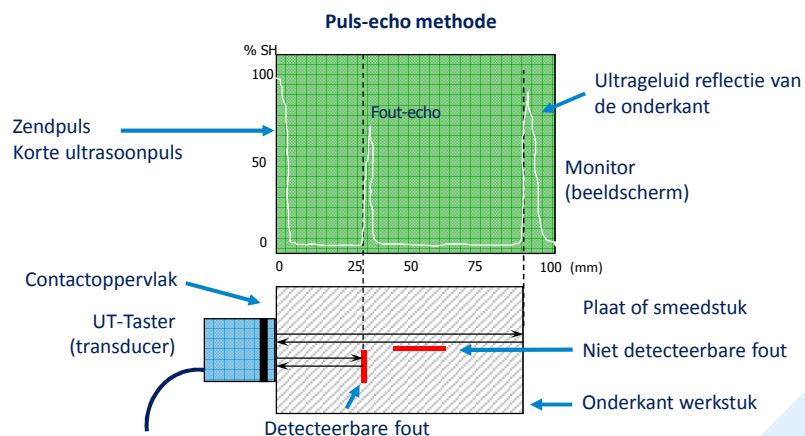 Puls-echo methode
% SH
100
Fout-echo
50
0
0 25 50 75 100 (mm)
Zendpuls
Korte ultrasoonpuls
Ultrageluid reflectie van
de onderkant
Monitor
(beeldscherm)
Contactoppervlak
UT-Taster
(transducer)
Plaat of smeedstuk
Niet detecteerbare fout
Onderkant werkstuk
Detecteerbare fout